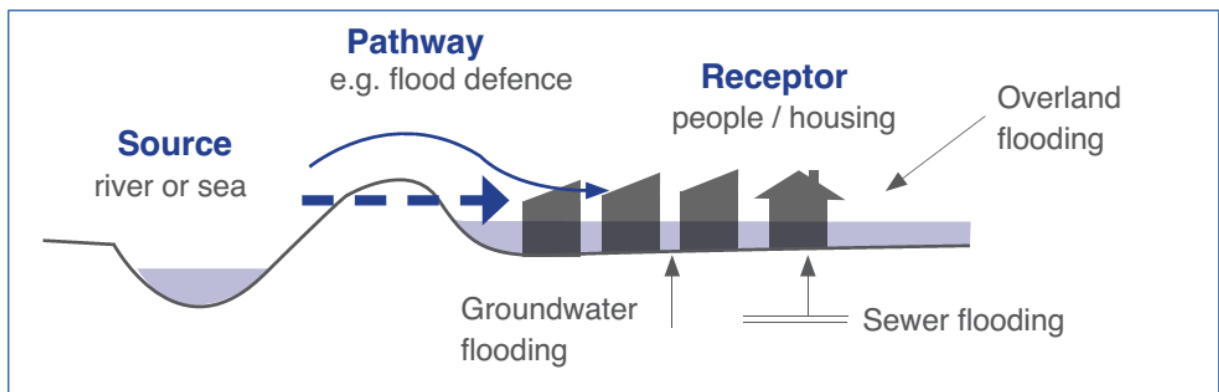 Pathway
e.g. flood defence
Receptor
people / housing
Overland
flooding
Source
river or sea
Groundwater
flooding
Sewer flooding